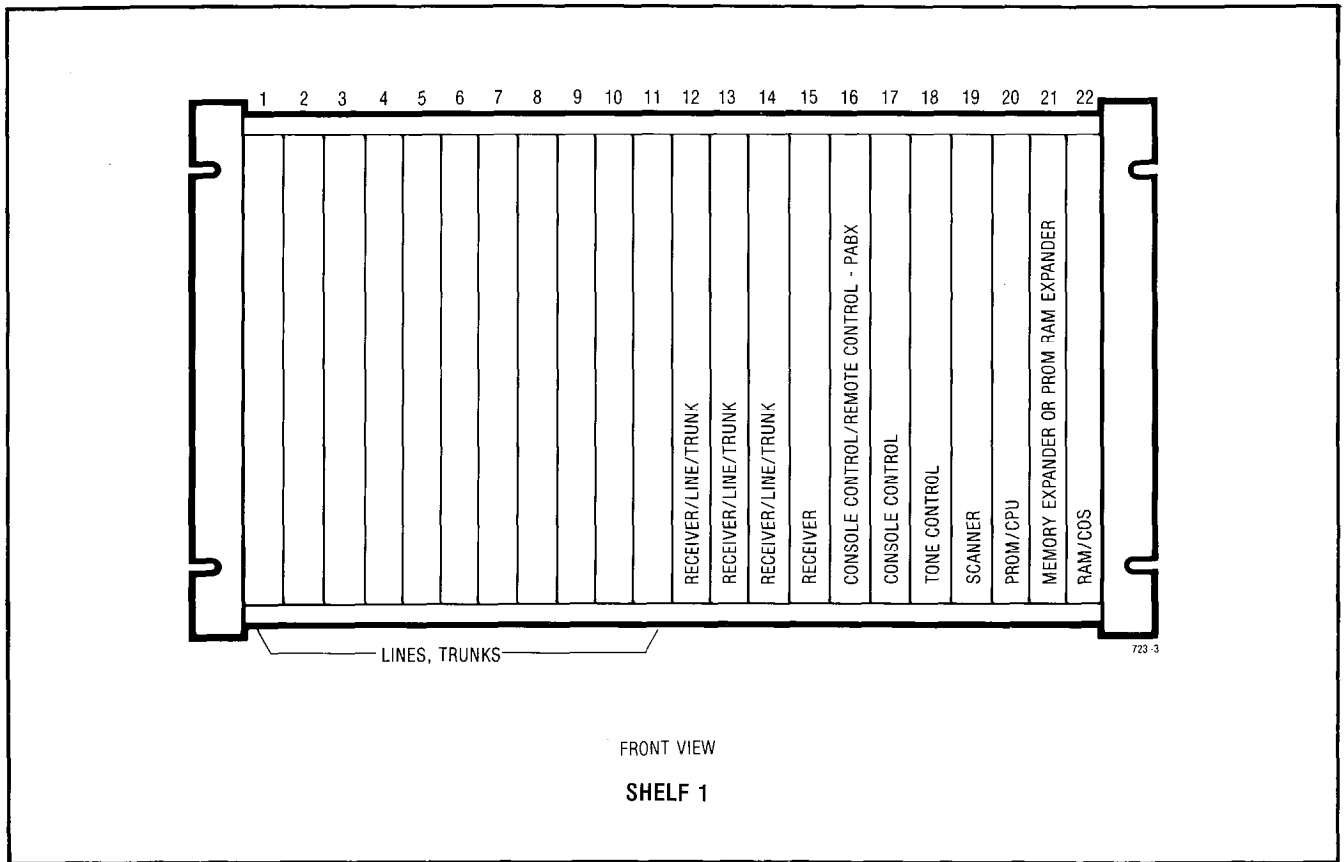 1 2 3 4 5 6 7 8 9 10 11 12 13 14 15 16 17 18 19 20 21 22
RECEIVER/LINE/TRUNK
RECEIVER/LINE/TRUNK
RECEIVER/LINE/TRUNK
RECEIVER
CONSOLE CONTROL/REMOTE CONTROL - PABX
CONSOLE CONTROL
TONE CONTROL
SCANNER
PROM/CPU
MEMORY EXPANDER OR PROM RAM EXPANDER
RAM/COS
LINES, TRUNKS
723-3
FRONT VIEW
SHELF 1